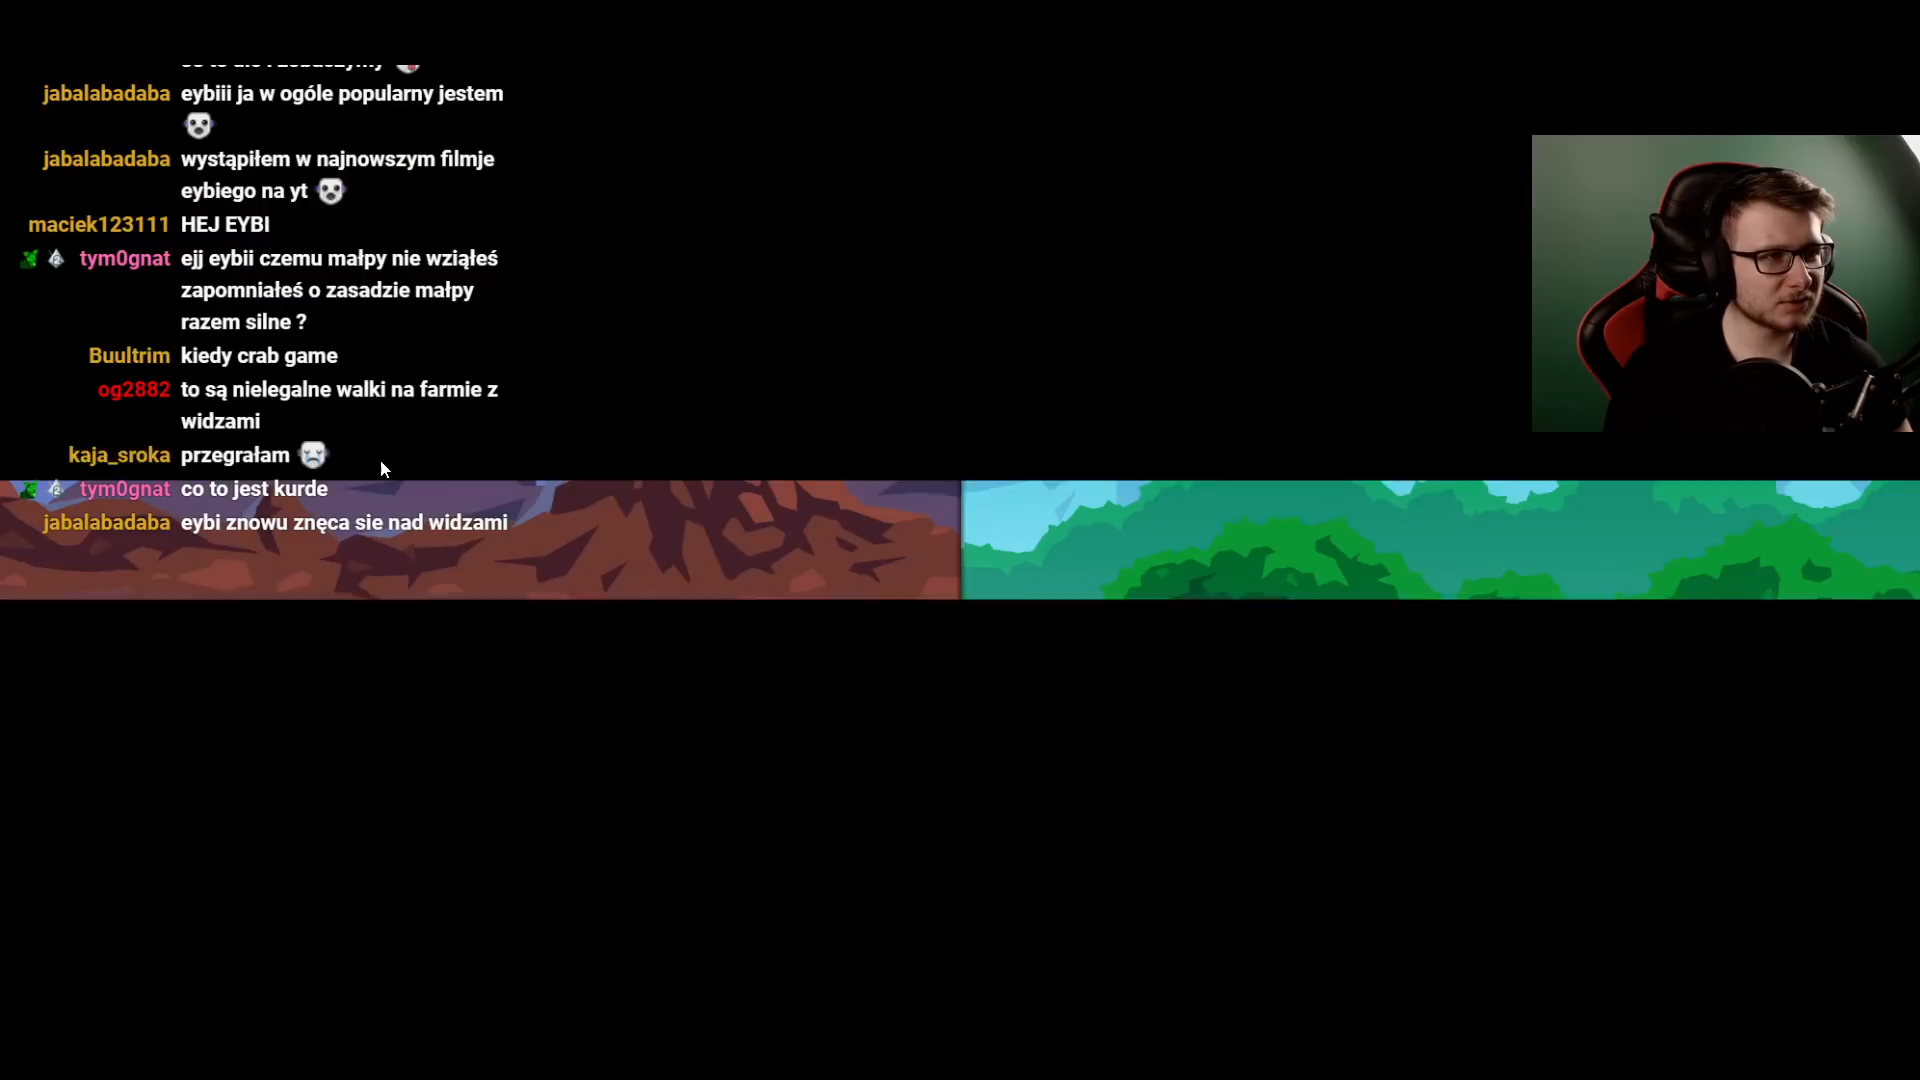 jabalabadaba eybiii ja w ogóle popularny jestem
jabalabadaba wystąpiłem w najnowszym filmje
eybiego na yt
maciek123111 HEJ EYBI
tym0gnat ejj eybii czemu małpy nie wziąłeś
zapomniałeś o zasadzie małpy
razem silne ?
Buultrim kiedy crab game
og2882 to są nielegalne walki na farmie z
widzami
kaja_sroka przegrałam
tym0gnat co to jest kurde
jabalabadaba eybi znowu znęca sie nad widzami